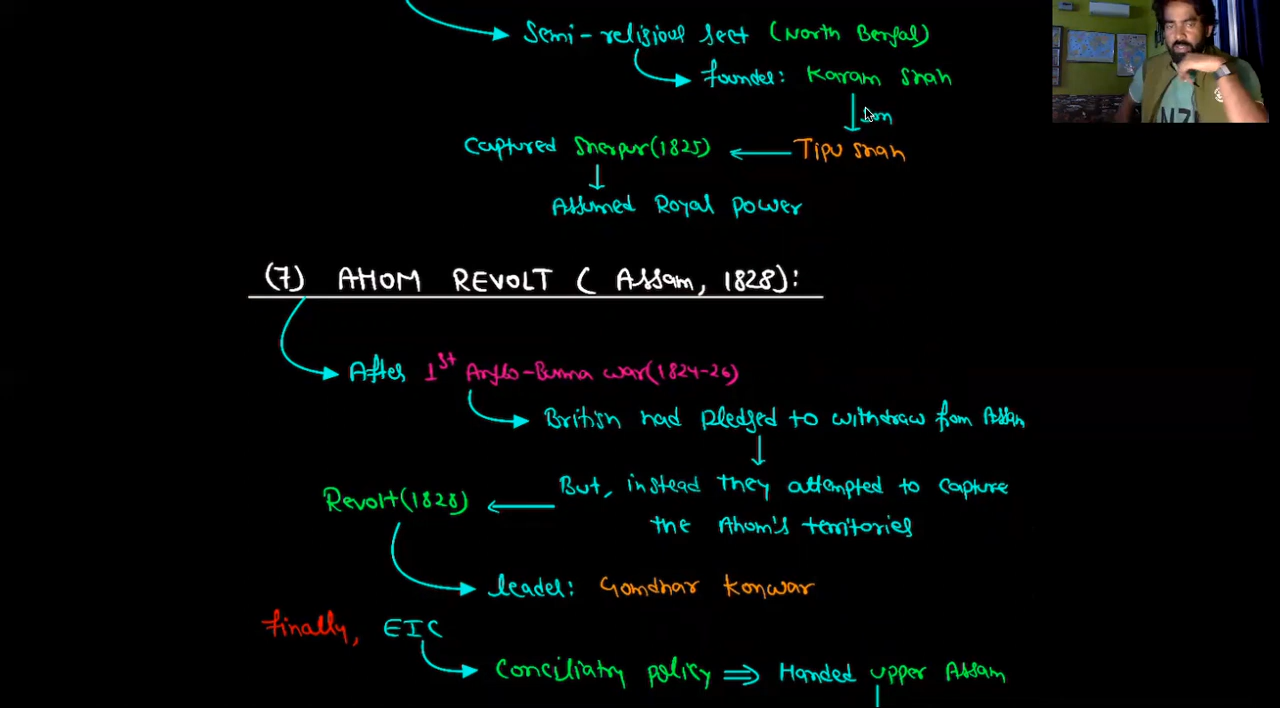 Semi-religious sect (North Bengal)
founder: Karam Shah
son
Captured Sherpur(1825) ← Tipu Shah
Assumed Royal Power
(7) AHOM REVOLT ( Assam, 1828):
After 1st Anglo-Burma war(1824-26)
British had pledged to withdraw from Assam
But, instead they attempted to capture
Revolt(1828) ←
the Ahom's territories
leader: Gomdhar Konwar
finally, EIC
Conciliatry policy ⇒ Handed upper Assam